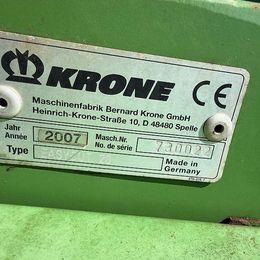 KRONE CE
Maschinenfabrik Bernard Krone GmbH
Heinrich-Krone-Straße 10, D 48480 Spelle
Jahr
Année 2007 Masch.Nr.
No. de série 730022
Type Made in
Germany